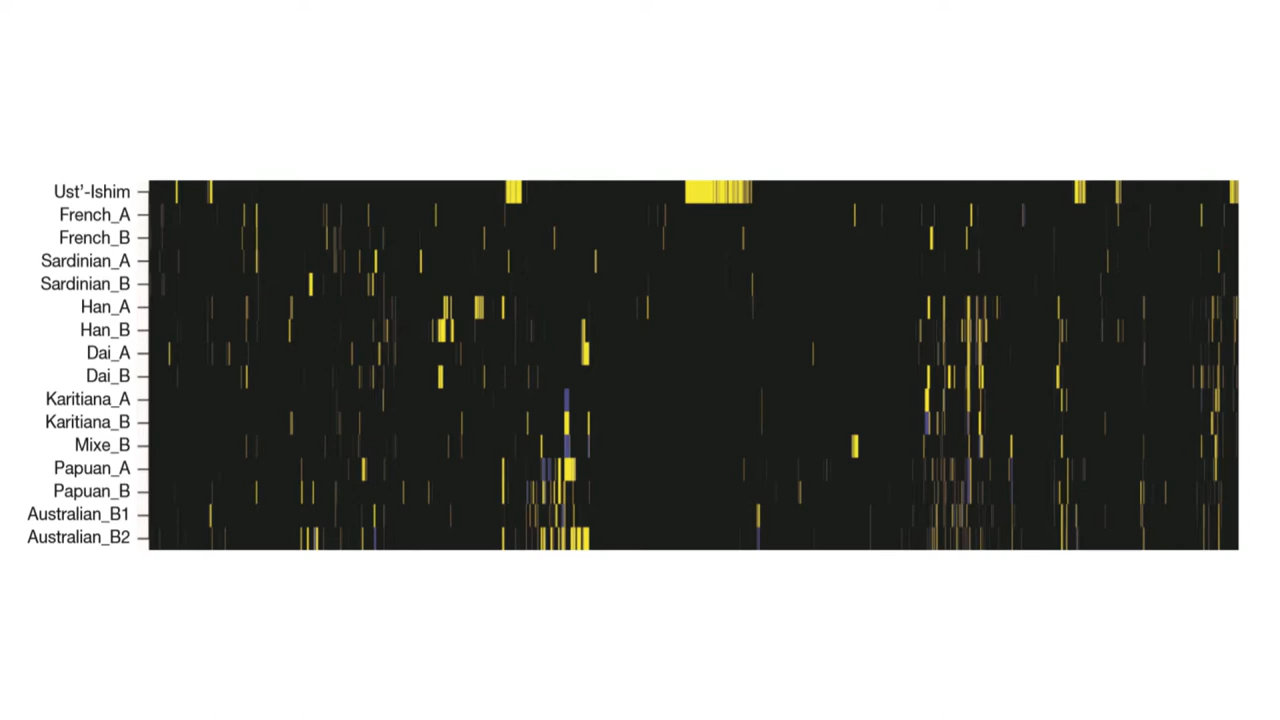 Ust’-Ishim
French_A
French_B
Sardinian_A
Sardinian_B
Han_A
Han_B
Dai_A
Dai_B
Karitiana_A
Karitiana_B
Mixe_B
Papuan_A
Papuan_B
Australian_B1
Australian_B2